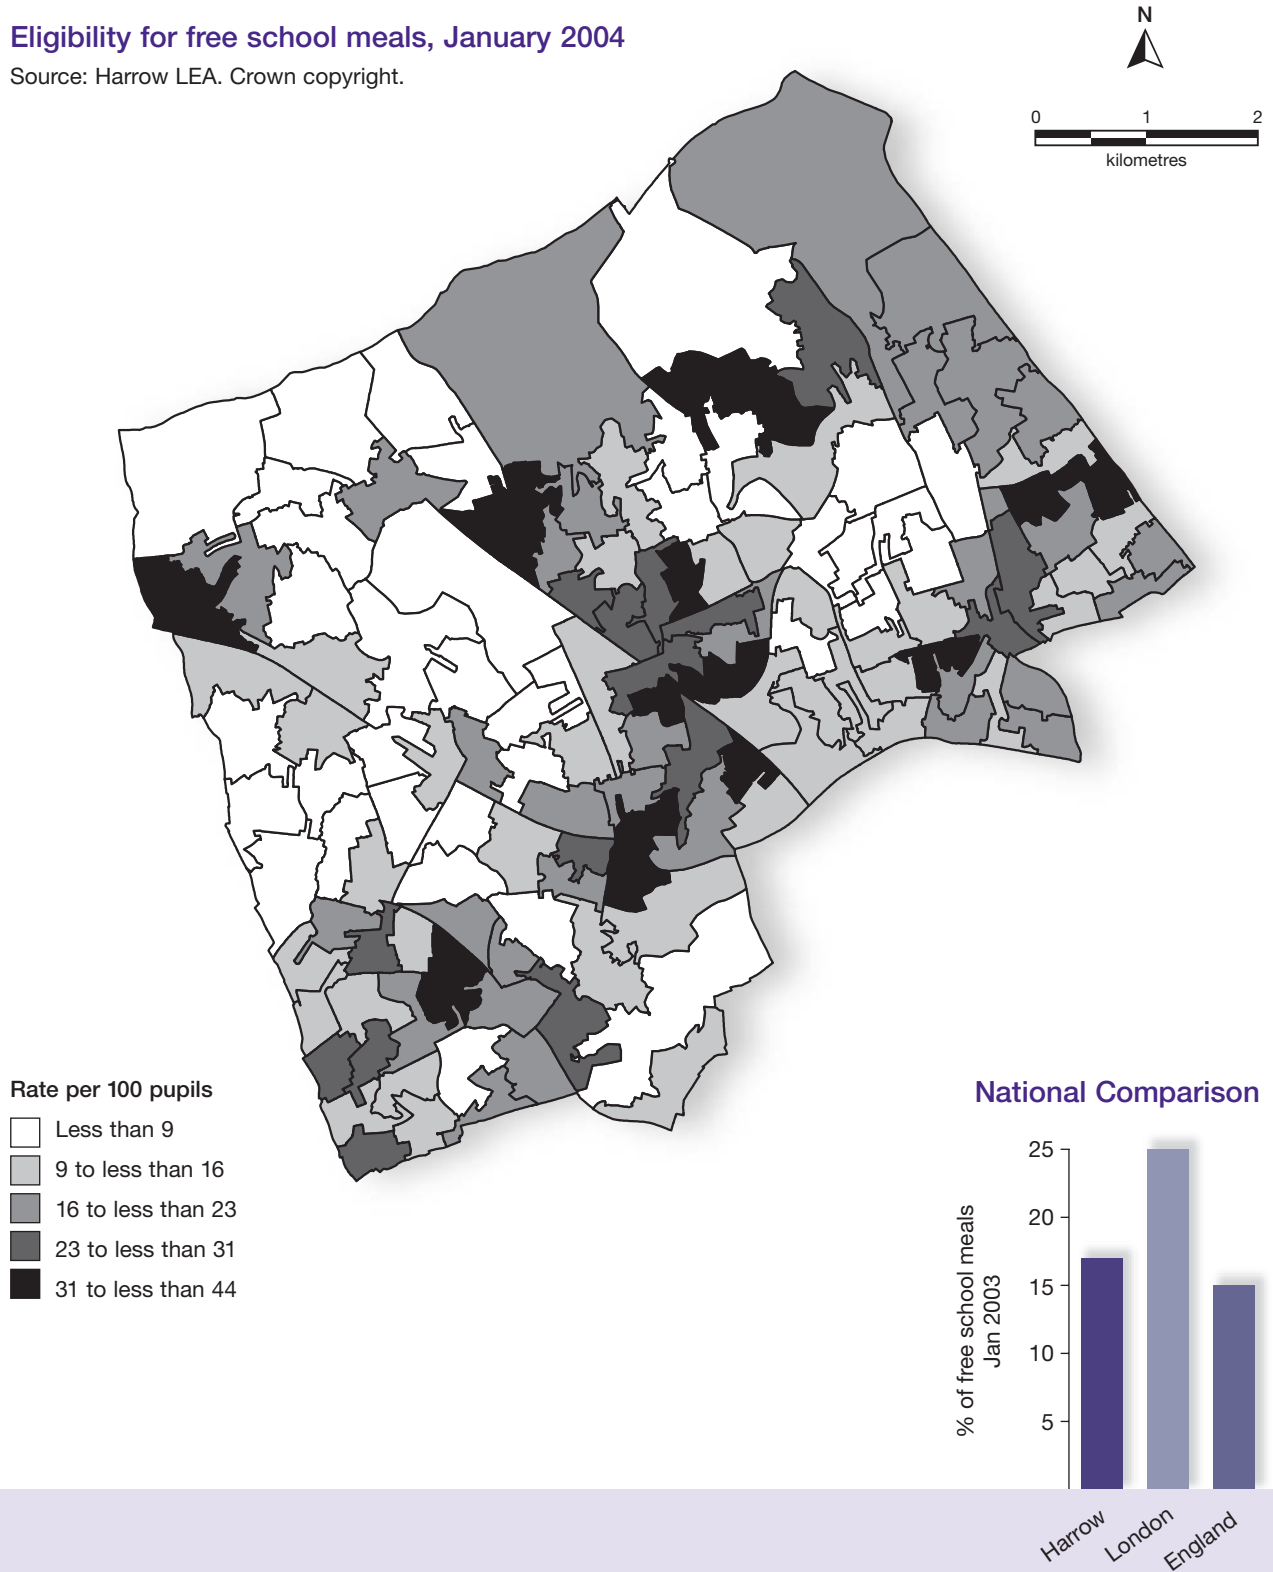 Eligibility for free school meals, January 2004
Source: Harrow LEA. Crown copyright.
N
0 1 2
kilometres
Rate per 100 pupils
Less than 9
9 to less than 16
16 to less than 23
23 to less than 31
31 to less than 44
National Comparison
% of free school meals
Jan 2003
25
20
15
10
5
Harrow
London
England